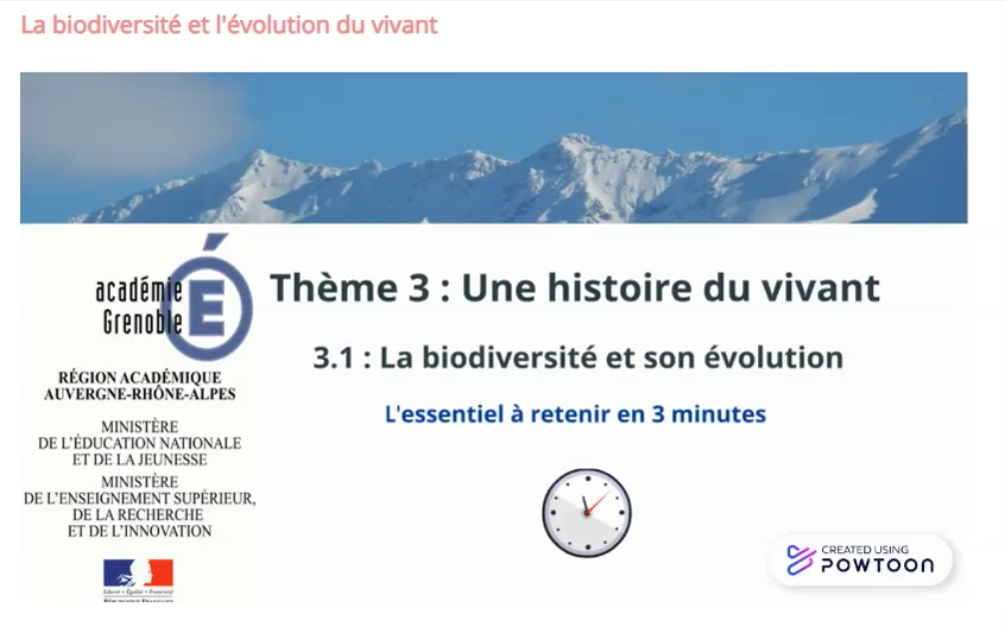 La biodiversité et l'évolution du vivant
académie
Grenoble
É
RÉGION ACADÉMIQUE
AUVERGNE-RHÔNE-ALPES
MINISTÈRE
DE L'ÉDUCATION NATIONALE
ET DE LA JEUNESSE
MINISTÈRE
DE L'ENSEIGNEMENT SUPÉRIEUR,
DE LA RECHERCHE
ET DE L'INNOVATION
Liberté • Égalité • Fraternité
RÉPUBLIQUE FRANÇAISE
Thème 3 : Une histoire du vivant
3.1 : La biodiversité et son évolution
L'essentiel à retenir en 3 minutes
CREATED USING
POWTOON